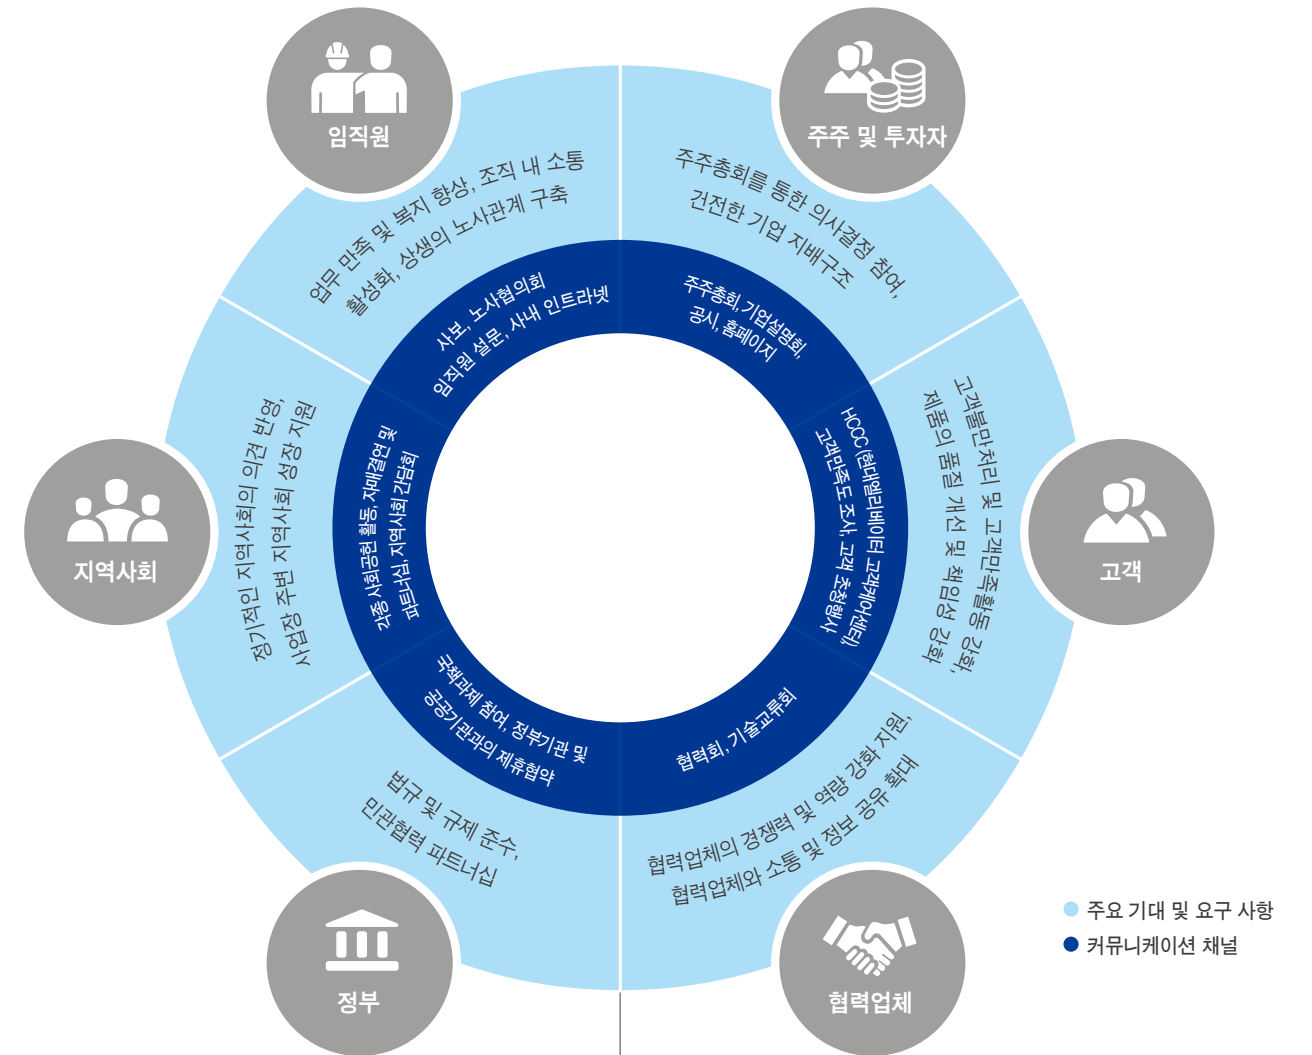 임직원
업무 만족 및 복지 향상, 조직 내 소통
활성화, 상생의 노사관계 구축
사보, 노사협의회
임직원 설문, 사내 인트라넷
주주 및 투자자
주주총회를 통한 의사결정 참여,
건전한 기업 지배구조
주주총회, 기업설명회,
공시, 홈페이지
고객
고객불만처리 및 고객만족활동 강화,
제품의 품질 개선 및 책임성 강화
HCCC (현대엘리베이터 고객케어센터),
고객만족도 조사, 고객 초청행사
협력업체
협력업체의 경쟁력 및 역량 강화 지원,
협력업체와 소통 및 정보 공유 확대
협력회, 기술교류회
정부
법규 및 규제 준수,
민관협력 파트너십
국책과제 참여, 정부기관 및
공공기관과의 제휴협약
지역사회
정기적인 지역사회의 의견 반영,
사업장 주변 지역사회 성장 지원
각종 사회공헌 활동, 자매결연 및
파트너십, 지역사회 간담회
주요 기대 및 요구 사항
커뮤니케이션 채널